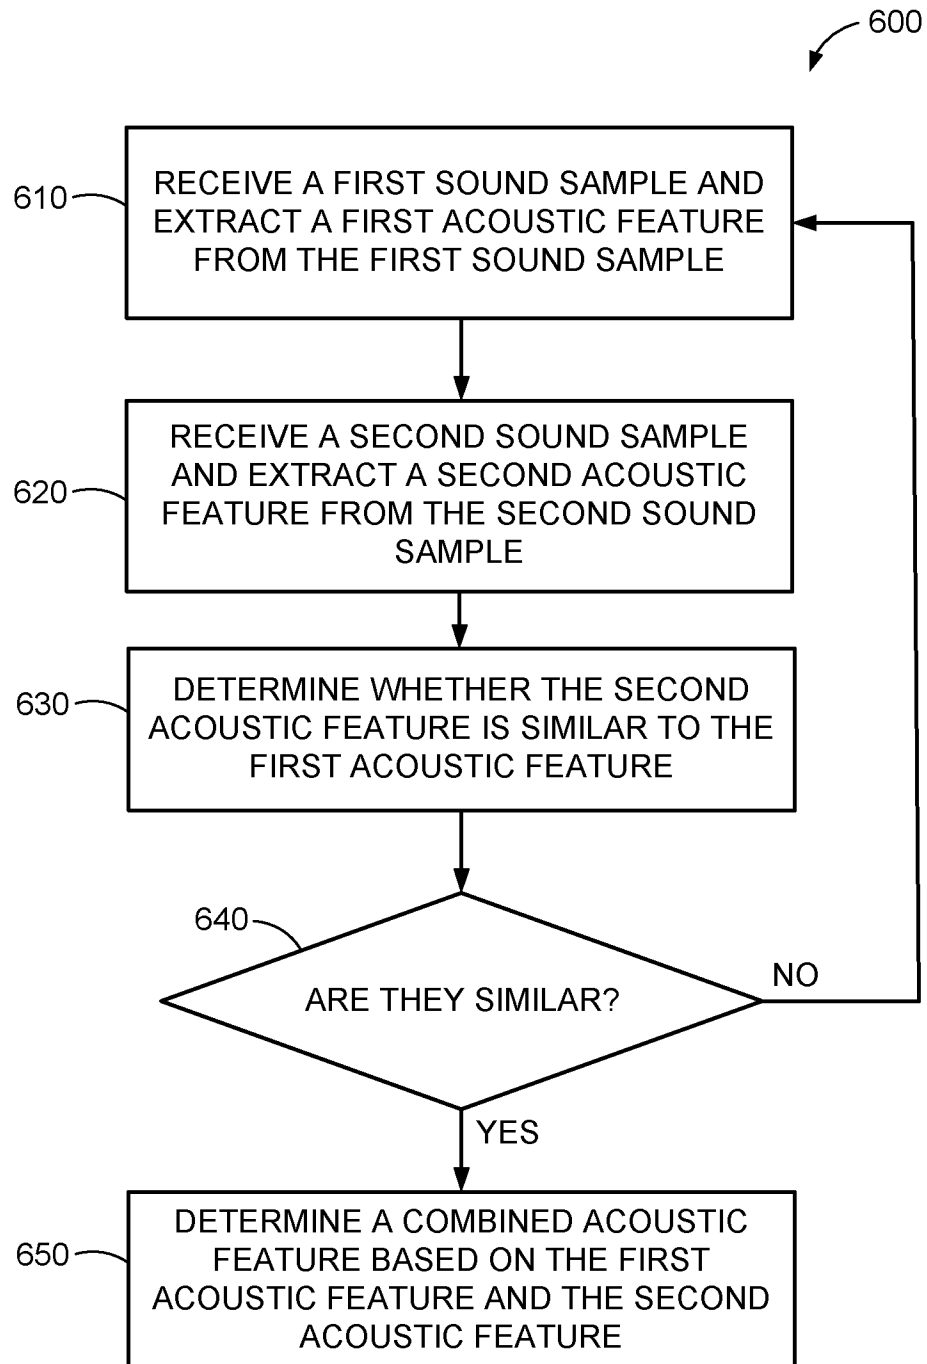 600
610
RECEIVE A FIRST SOUND SAMPLE AND
EXTRACT A FIRST ACOUSTIC FEATURE
FROM THE FIRST SOUND SAMPLE
620
RECEIVE A SECOND SOUND SAMPLE
AND EXTRACT A SECOND ACOUSTIC
FEATURE FROM THE SECOND SOUND
SAMPLE
630
DETERMINE WHETHER THE SECOND
ACOUSTIC FEATURE IS SIMILAR TO THE
FIRST ACOUSTIC FEATURE
640
ARE THEY SIMILAR?
NO
YES
650
DETERMINE A COMBINED ACOUSTIC
FEATURE BASED ON THE FIRST
ACOUSTIC FEATURE AND THE SECOND
ACOUSTIC FEATURE